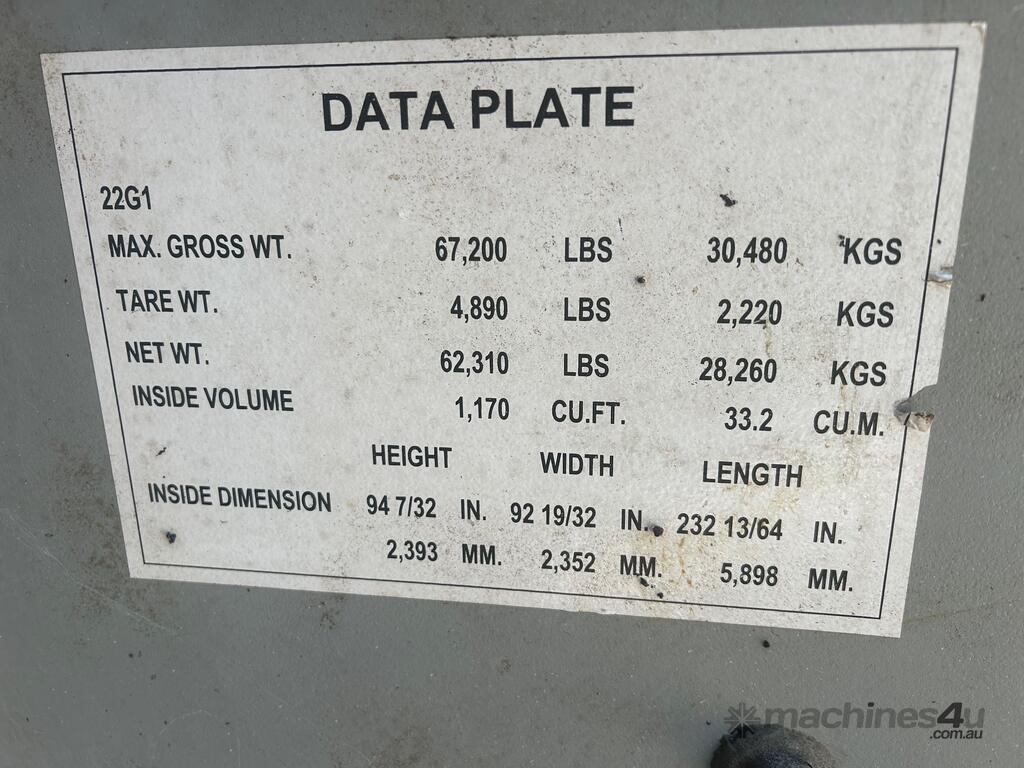 DATA PLATE
22G1
MAX. GROSS WT. 67,200 LBS 30,480 KGS
TARE WT. 4,890 LBS 2,220 KGS
NET WT. 62,310 LBS 28,260 KGS
INSIDE VOLUME 1,170 CU.FT. 33.2 CU.M.
HEIGHT WIDTH LENGTH
INSIDE DIMENSION 94 7/32 IN. 92 19/32 IN. 232 13/64 IN.
2,393 MM. 2,352 MM. 5,898 MM.
machines4u
.com.au